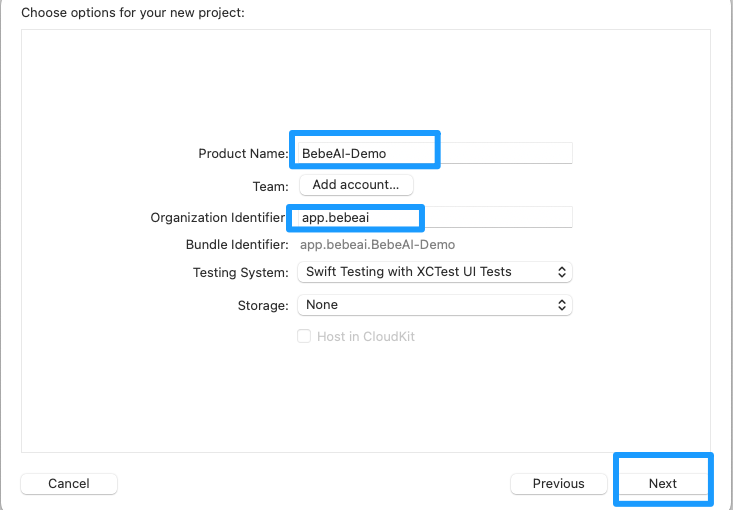 Choose options for your new project:
Product Name: BebeAI-Demo
Team: Add account...
Organization Identifier app.bebeai
Bundle Identifier: app.bebeai.BebeAI-Demo
Testing System: Swift Testing with XCTest UI Tests
Storage: None
Host in CloudKit
Cancel Previous Next